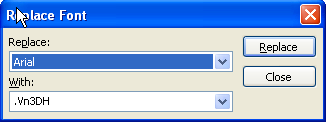 Replace Font
Replace:
Arial
Replace
With:
.Vn3DH
Close